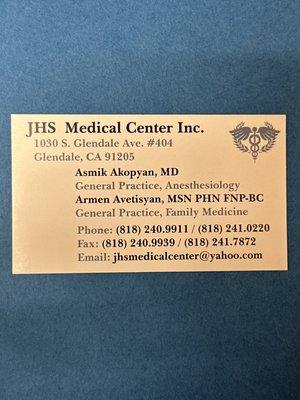 JHS Medical Center Inc.
1030 S. Glendale Ave. #404
Glendale, CA 91205
Asmik Akopyan, MD
General Practice, Anesthesiology
Armen Avetisyan, MSN PHN FNP-BC
General Practice, Family Medicine
Phone: (818) 240.9911 / (818) 241.0220
Fax: (818) 240.9939 / (818) 241.7872
Email: jhsmedicalcenter@yahoo.com